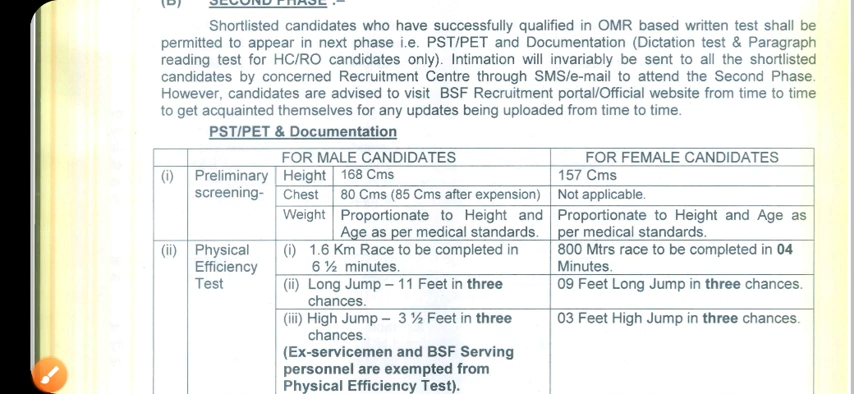 (B) SECOND PHASE :–
Shortlisted candidates who have successfully qualified in OMR based written test shall be
permitted to appear in next phase i.e. PST/PET and Documentation (Dictation test & Paragraph
reading test for HC/RO candidates only). Intimation will invariably be sent to all the shortlisted
candidates by concerned Recruitment Centre through SMS/e-mail to attend the Second Phase.
However, candidates are advised to visit BSF Recruitment portal/Official website from time to time
to get acquainted themselves for any updates being uploaded from time to time.
PST/PET & Documentation
FOR MALE CANDIDATES FOR FEMALE CANDIDATES
(i) Preliminary screening- Height 168 Cms 157 Cms
Chest 80 Cms (85 Cms after expension) Not applicable.
Weight Proportionate to Height and Proportionate to Height and Age as
Age as per medical standards. per medical standards.
(ii) Physical (i) 1.6 Km Race to be completed in 800 Mtrs race to be completed in 04
Efficiency 6 ½ minutes. Minutes.
Test (ii) Long Jump – 11 Feet in three 09 Feet Long Jump in three chances.
chances.
(iii) High Jump – 3 ½ Feet in three 03 Feet High Jump in three chances.
chances.
(Ex-servicemen and BSF Serving
personnel are exempted from
Physical Efficiency Test).